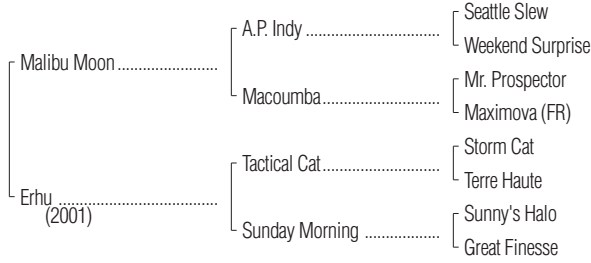 Seattle Slew
A.P. Indy ..............................
Weekend Surprise
Malibu Moon .......................
Mr. Prospector
Macoumba ...........................
Maximova (FR)
Storm Cat
Tactical Cat ...........................
Terre Haute
Erhu .....................................
(2001)
Sunny's Halo
Sunday Morning .................
Great Finesse